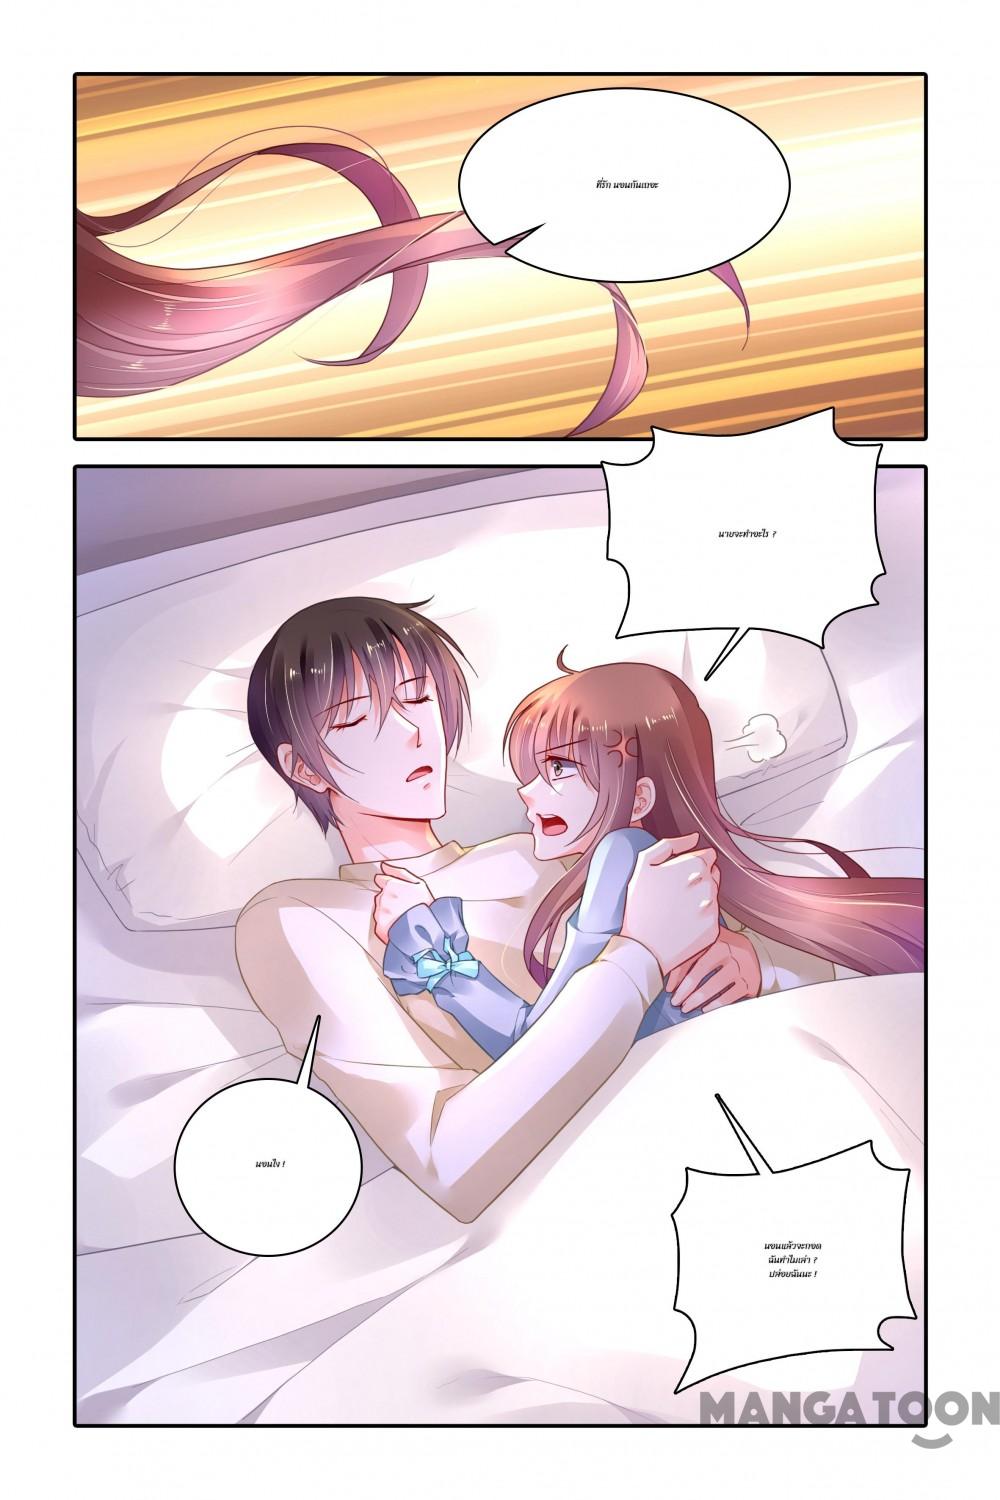 ที่รัก นอนกันเถอะ
นายจะทำอะไร ?
นอนไง !
นอนแล้วจะกอด
ฉันทำไมเล่า ?
ปล่อยฉันนะ !
MANGATOON